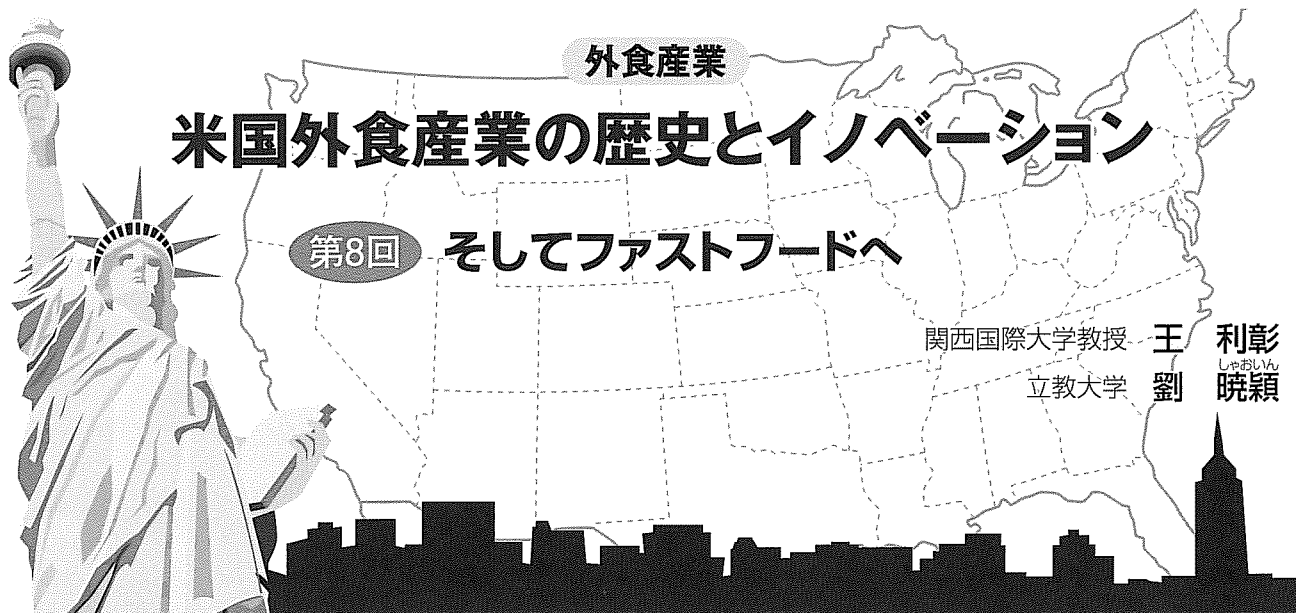 外食産業
米国外食産業の歴史とイノベーション
第8回 そしてファストフードへ
関西国際大学教授 王 利彰
しゃおいん
立教大学 劉 暁穎